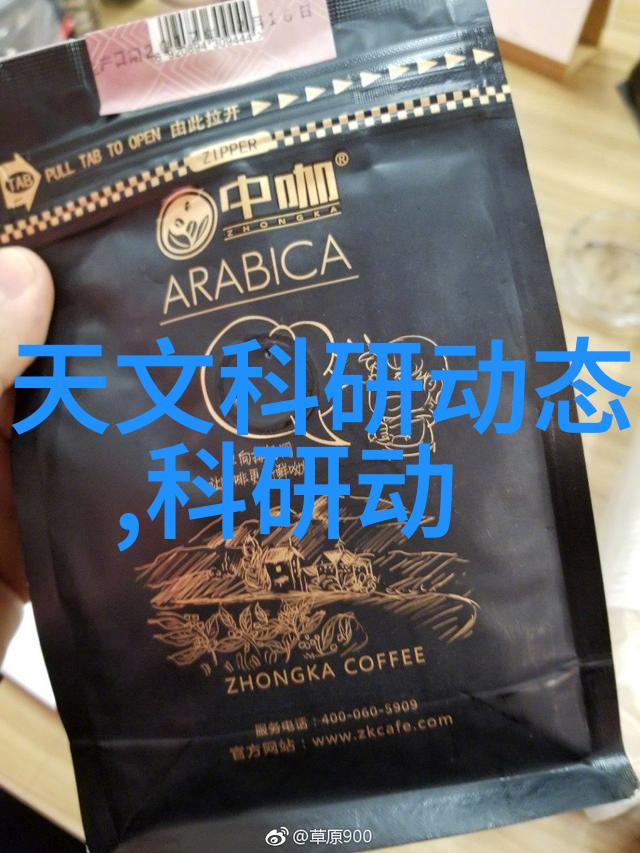 PULL TAB TO OPEN 由此拉开
TAB
ZIPPER
中咖®
ZHONGKA
ARABICA
天文科研动态
,科研动
ZHONGKA COFFEE
服务电话:400-060-5909
官方网站:www.zkcafe.com
@草原900